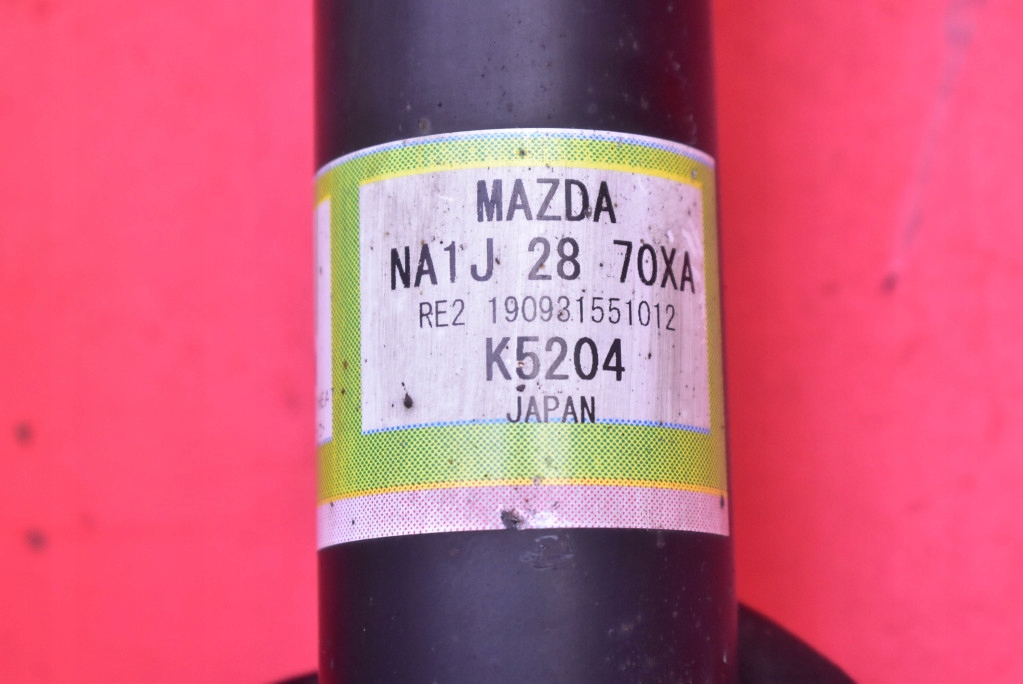 MAZDA
NA1J 28 70XA
RE2 190931551012
K5204
JAPAN